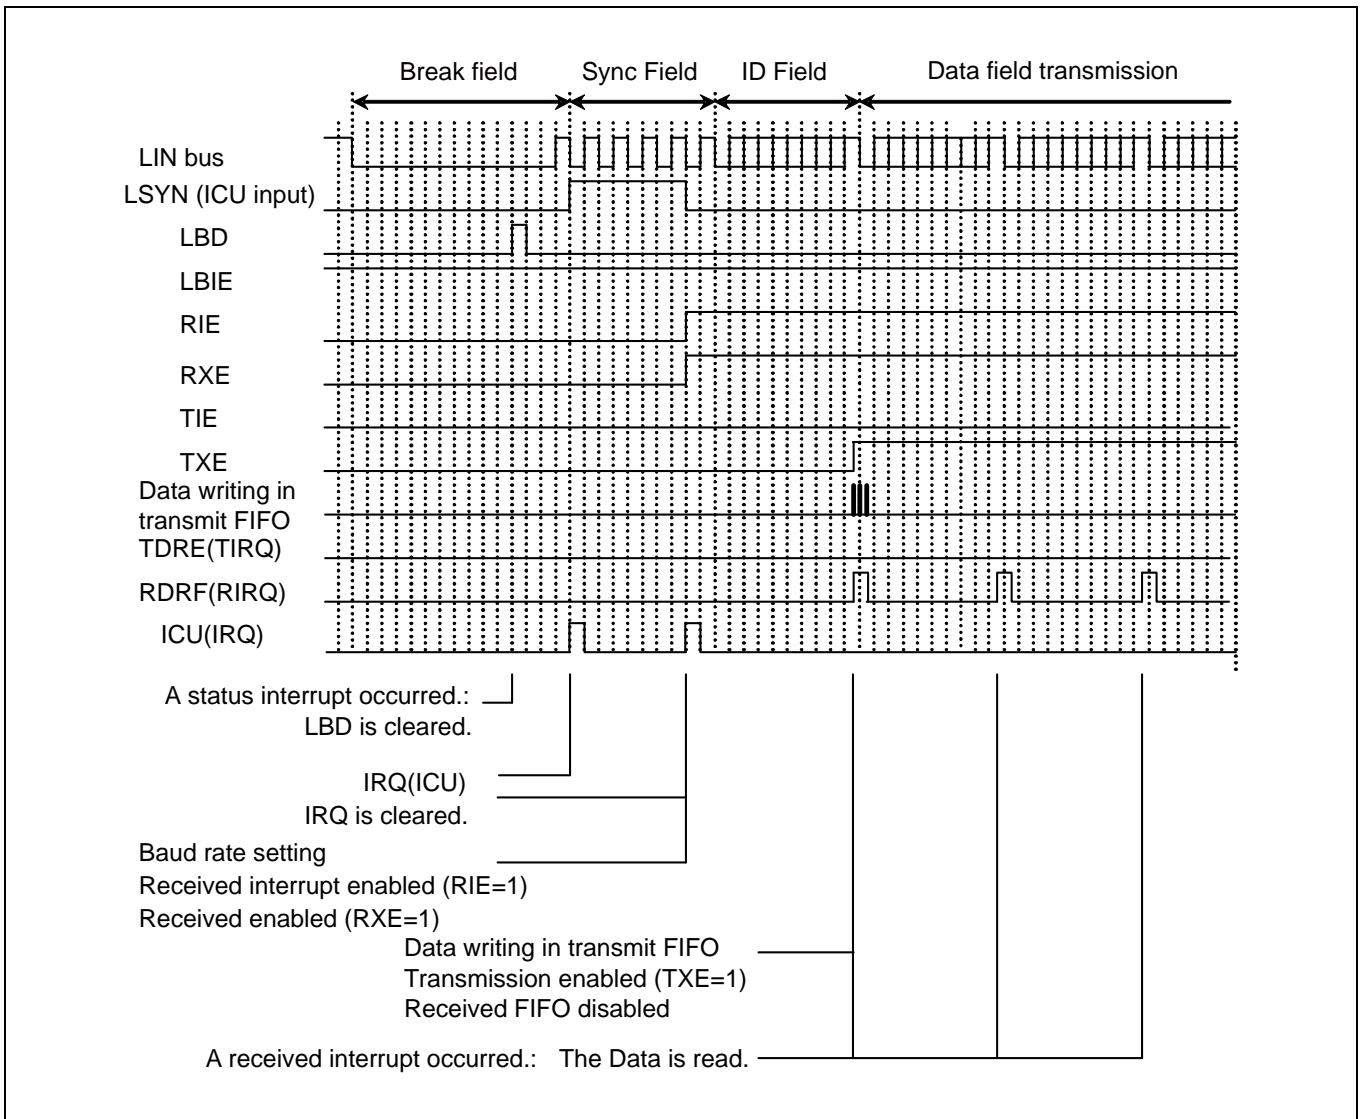 Break field Sync Field ID Field Data field transmission
LIN bus
LSYN (ICU input)
LBD
LBIE
RIE
RXE
TIE
TXE
Data writing in
transmit FIFO
TDRE(TIRQ)
RDRF(RIRQ)
ICU(IRQ)
A status interrupt occurred.:
LBD is cleared.
IRQ(ICU)
IRQ is cleared.
Baud rate setting
Received interrupt enabled (RIE=1)
Received enabled (RXE=1)
Data writing in transmit FIFO
Transmission enabled (TXE=1)
Received FIFO disabled
A received interrupt occurred.: The Data is read.